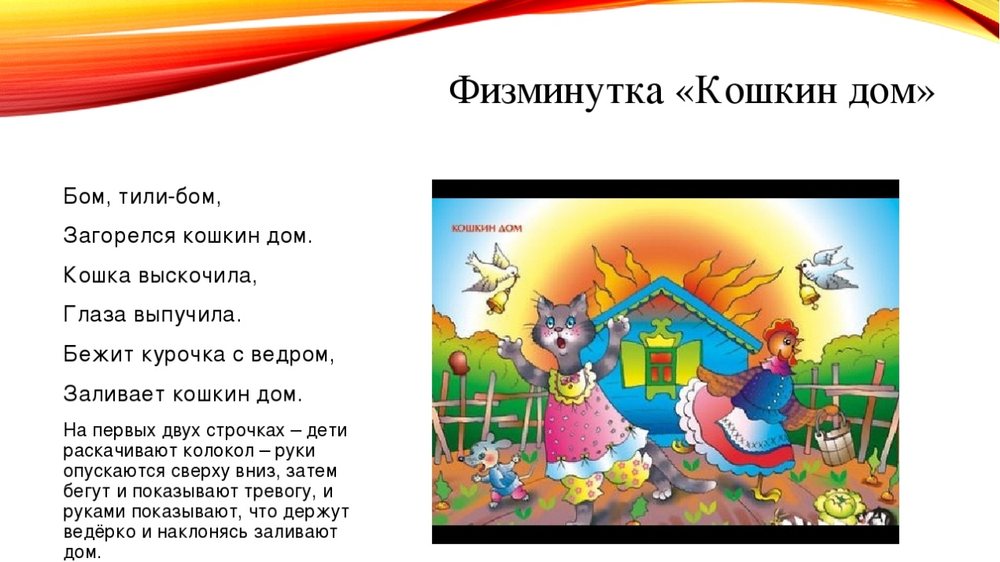 Физминутка «Кошкин дом»
Бом, тили-бом,
Загорелся кошкин дом.
Кошка выскочила,
Глаза выпучила.
Бежит курочка с ведром,
Заливает кошкин дом.
На первых двух строчках – дети
раскачивают колокол – руки
опускаются сверху вниз, затем
бегут и показывают тревогу, и
руками показывают, что держут
ведёрко и наклонясь заливают
дом.
КОШКИН ДОМ